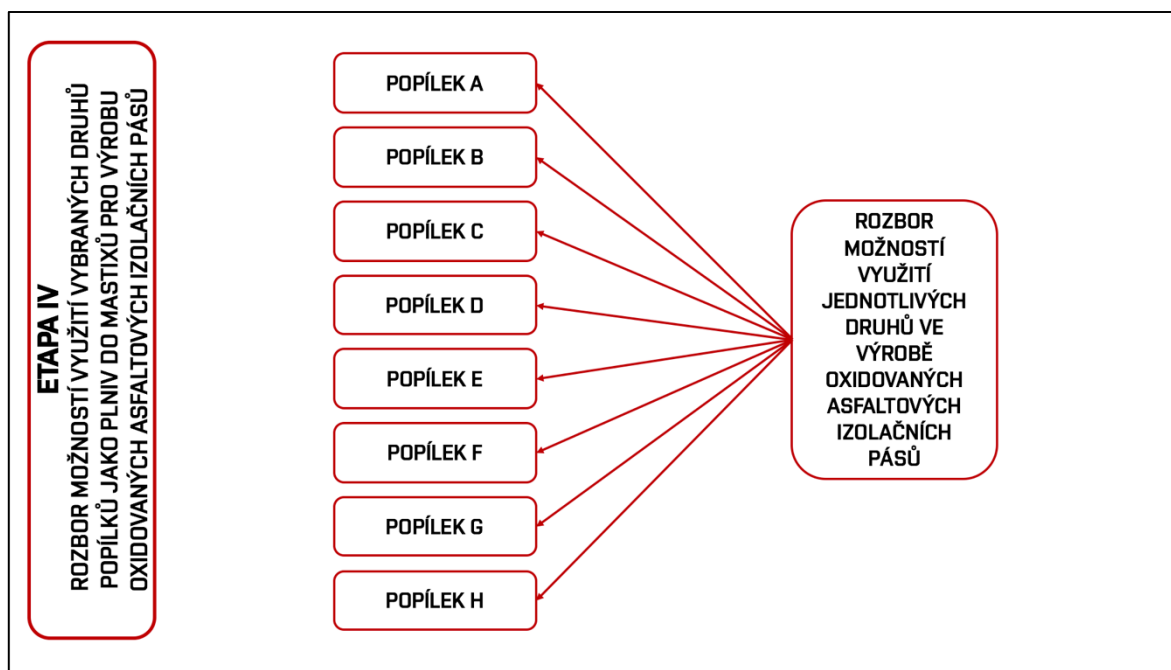 ETAPA IV
ROZBOR MOŽNOSTÍ VYUŽITÍ VYBRANÝCH DRUHŮ
POPÍLKŮ JAKO PLNIV DO MASTIXŮ PRO VÝROBU
OXIDOVANÝCH ASFALTOVÝCH IZOLAČNÍCH PÁSŮ
POPÍLEK A
POPÍLEK B
POPÍLEK C
POPÍLEK D
POPÍLEK E
POPÍLEK F
POPÍLEK G
POPÍLEK H
ROZBOR
MOŽNOSTÍ
VYUŽITÍ
JEDNOTLIVÝCH
DRUHŮ VE
VÝROBĚ
OXIDOVANÝCH
ASFALTOVÝCH
IZOLAČNÍCH
PÁSŮ